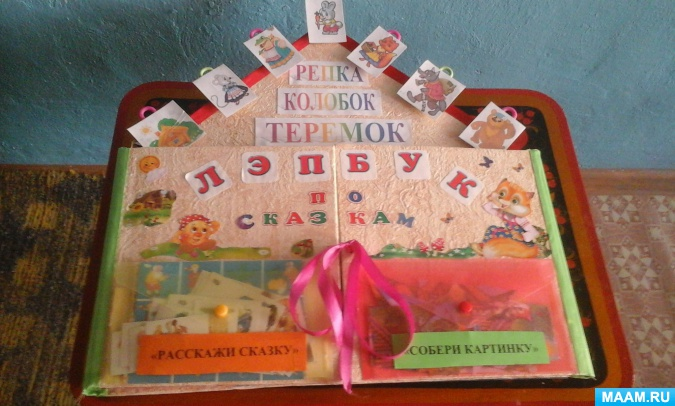 РЕПКА
КОЛОБОК
ТЕРЕМОК
ЛЭПБУК
ПО
СКАЗКАМ
«РАССКАЖИ СКАЗКУ»
«СОБЕРИ КАРТИНКУ»
MAAM.RU